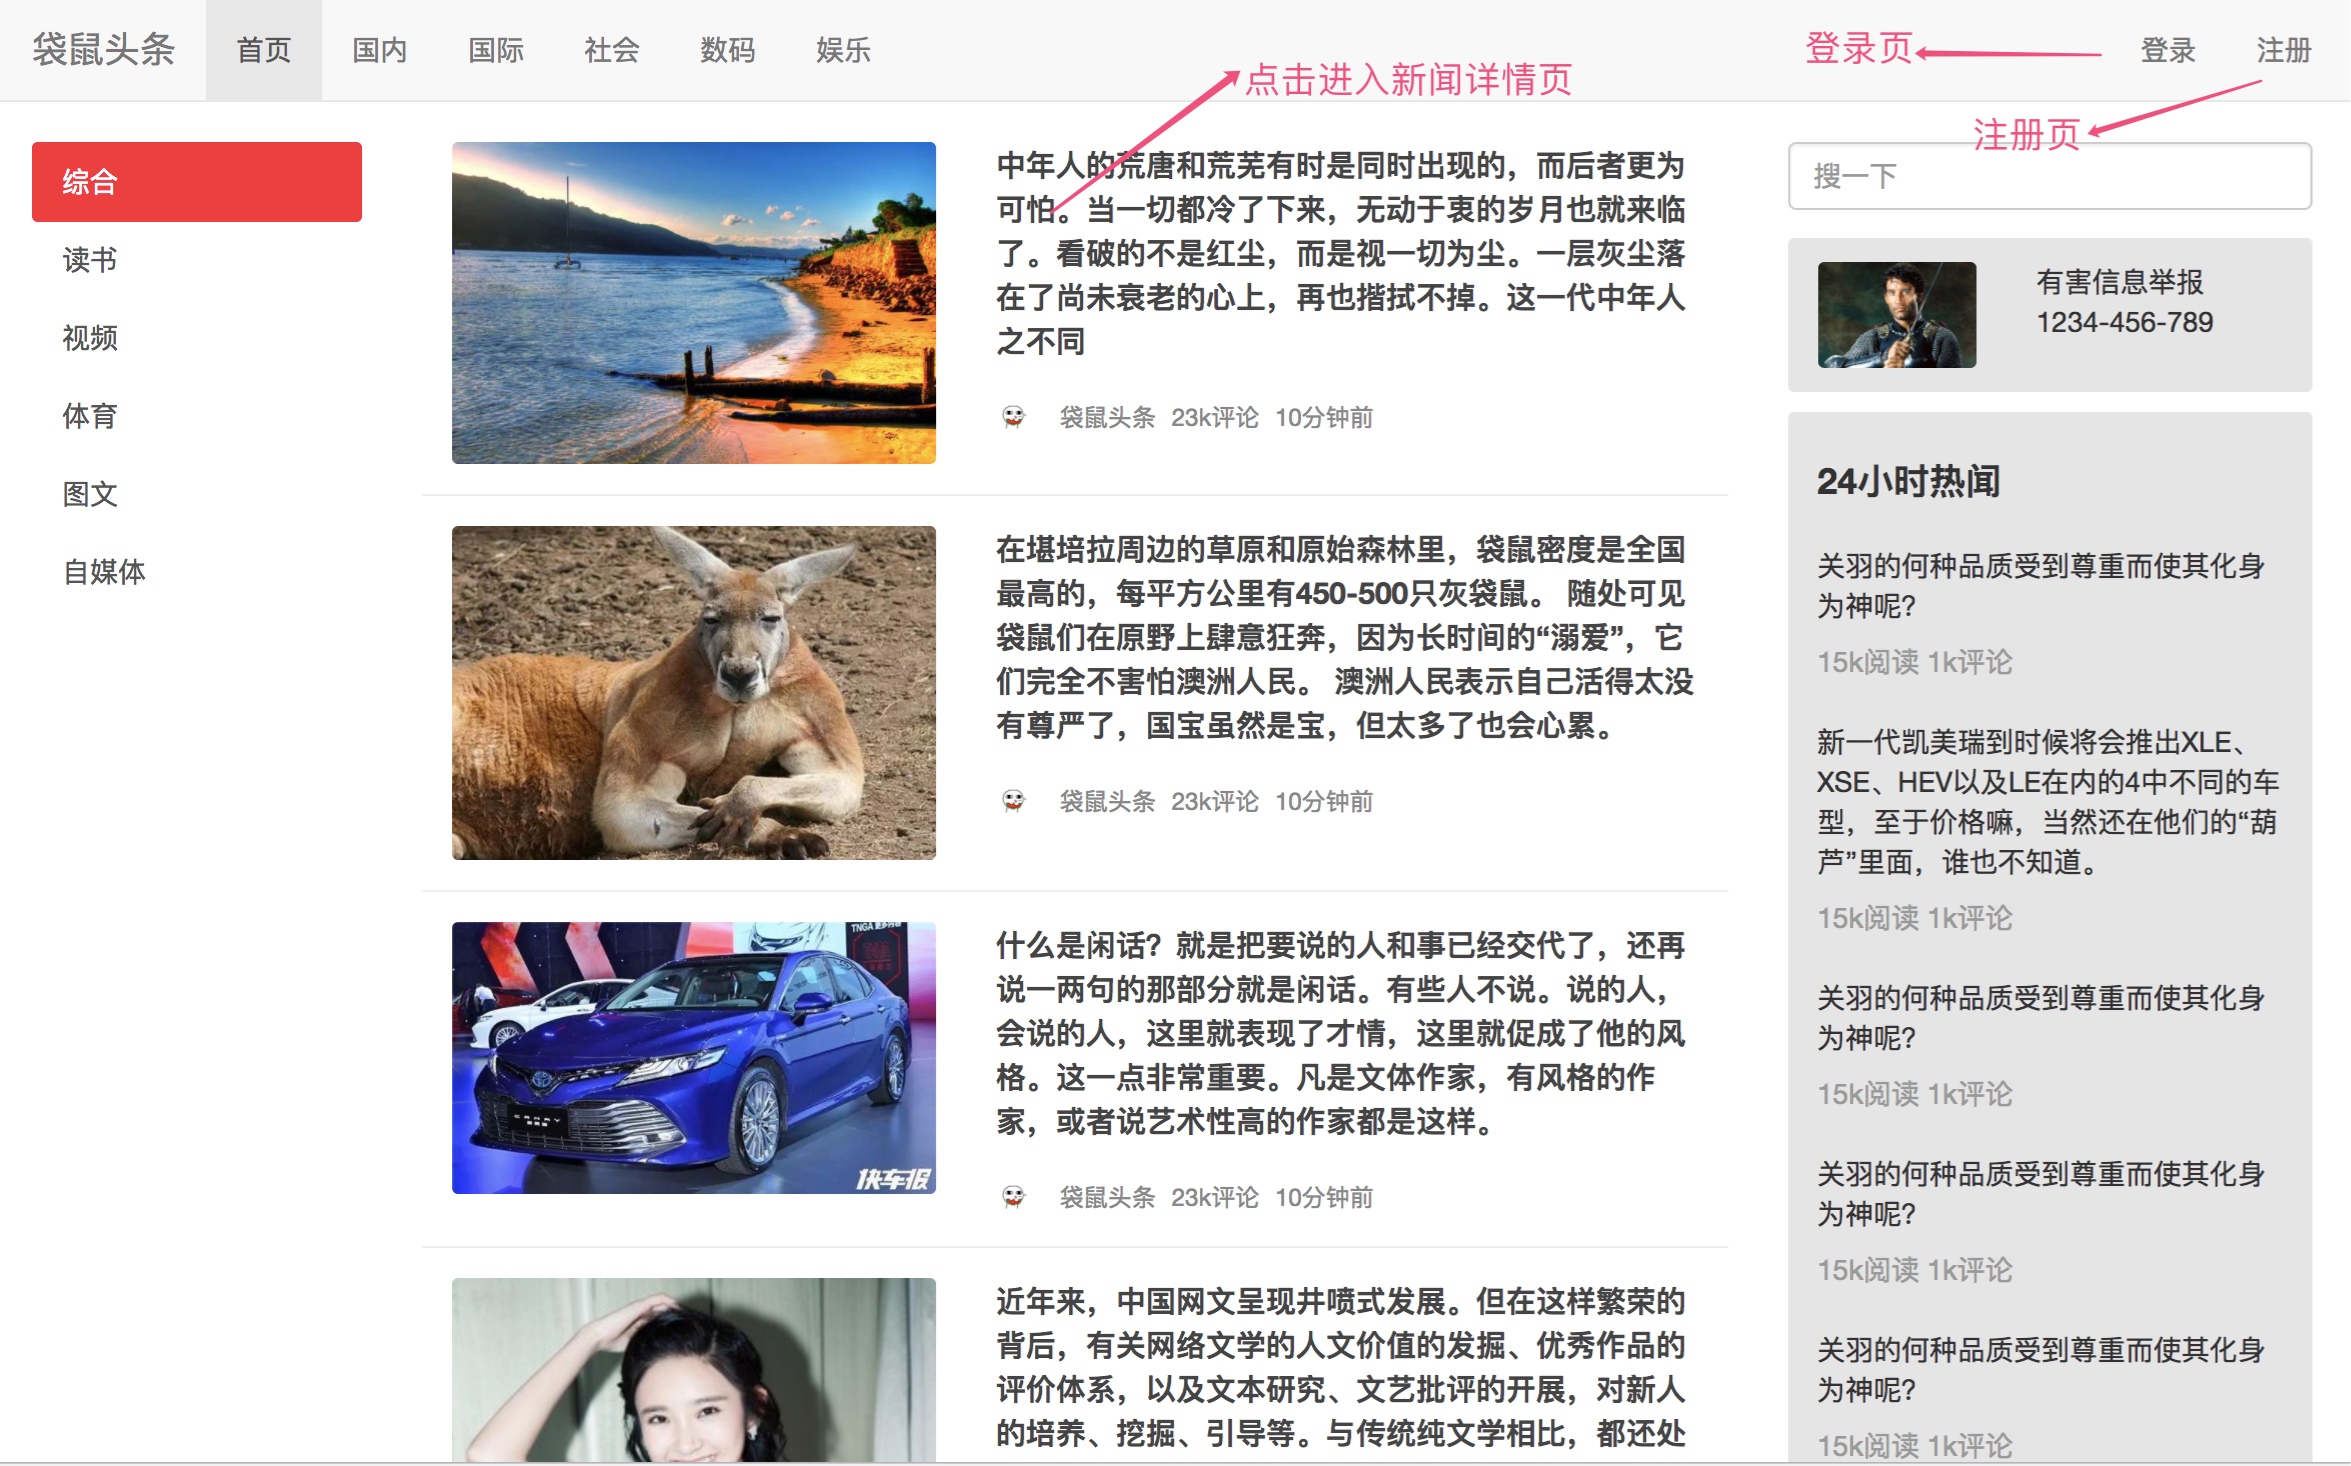 袋鼠头条
首页
国内
国际
社会
数码
娱乐
登录页
登录
注册
点击进入新闻详情页
注册页
综合
读书
视频
体育
图文
自媒体
中年人的荒唐和荒芜有时是同时出现的，而后者更为
可怕。当一切都冷了下来，无动于衷的岁月也就来临
了。看破的不是红尘，而是视一切为尘。一层灰尘落
在了尚未衰老的心上，再也揩拭不掉。这一代中年人
之不同
袋鼠头条 23k评论 10分钟前
在堪培拉周边的草原和原始森林里，袋鼠密度是全国
最高的，每平方公里有450-500只灰袋鼠。 随处可见
袋鼠们在原野上肆意狂奔，因为长时间的“溺爱”，它
们完全不害怕澳洲人民。 澳洲人民表示自己活得太没
有尊严了，国宝虽然是宝，但太多了也会心累。
袋鼠头条 23k评论 10分钟前
TNGA
CAMRY
快车报
什么是闲话？就是把要说的人和事已经交代了，还再
说一两句的那部分就是闲话。有些人不说。说的人，
会说的人，这里就表现了才情，这里就促成了他的风
格。这一点非常重要。凡是文体作家，有风格的作
家，或者说艺术性高的作家都是这样。
袋鼠头条 23k评论 10分钟前
近年来，中国网文呈现井喷式发展。但在这样繁荣的
背后，有关网络文学的人文价值的发掘、优秀作品的
评价体系，以及文本研究、文艺批评的开展，对新人
的培养、挖掘、引导等。与传统纯文学相比，都还处
搜一下
有害信息举报
1234-456-789
24小时热闻
关羽的何种品质受到尊重而使其化身
为神呢？
15k阅读 1k评论
新一代凯美瑞到时候将会推出XLE、
XSE、HEV以及LE在内的4中不同的车
型，至于价格嘛，当然还在他们的“葫
芦”里面，谁也不知道。
15k阅读 1k评论
关羽的何种品质受到尊重而使其化身
为神呢？
15k阅读 1k评论
关羽的何种品质受到尊重而使其化身
为神呢？
15k阅读 1k评论
关羽的何种品质受到尊重而使其化身
为神呢？
15k阅读 1k评论